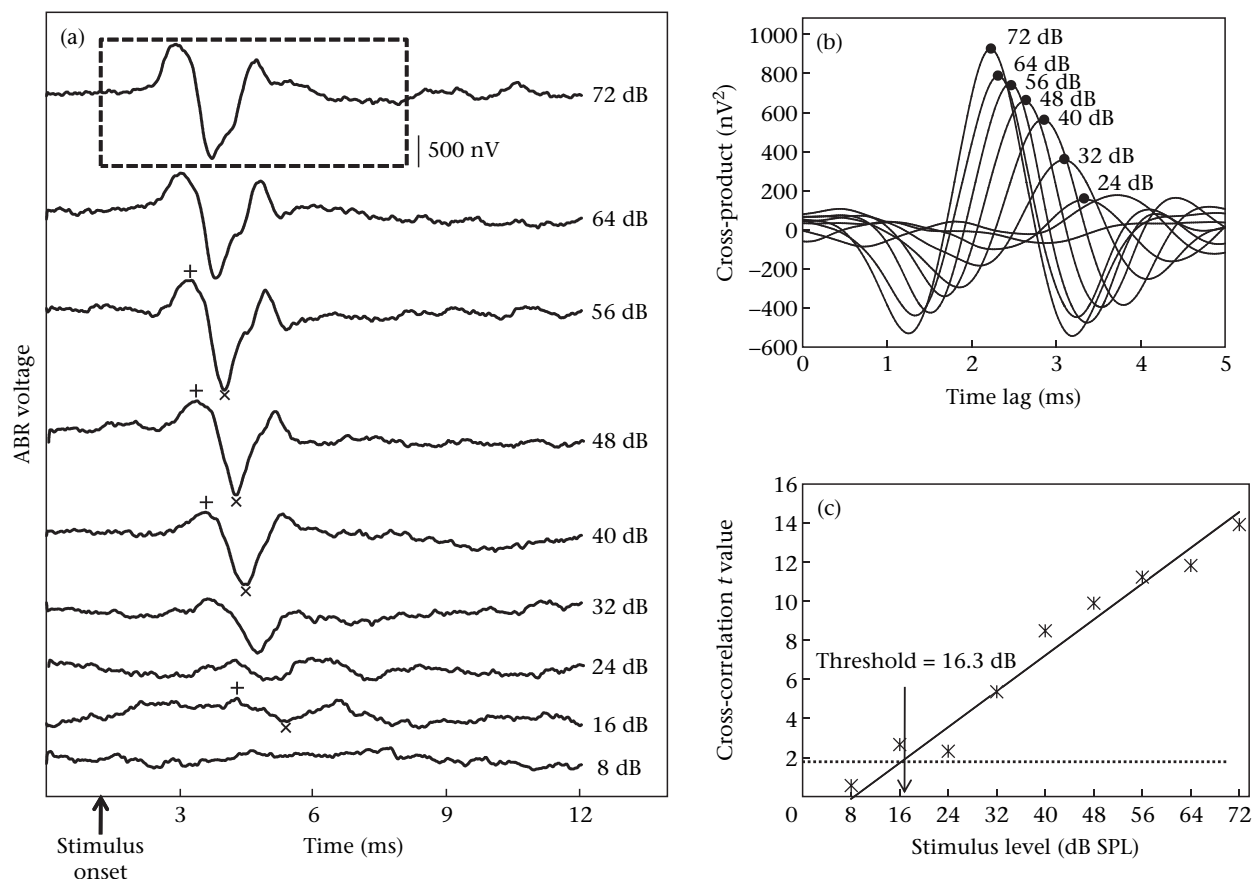 (a)
72 dB
500 nV
64 dB
+
56 dB
×
+
48 dB
×
+
40 dB
×
32 dB
24 dB
+
16 dB
×
8 dB
ABR voltage
3 6 9 12
Stimulus
onset
Time (ms)
(b)
1000
800
600
400
200
0
−200
−400
−600
Cross-product (nV²)
72 dB
64 dB
56 dB
48 dB
40 dB
32 dB
24 dB
0 1 2 3 4 5
Time lag (ms)
(c)
16
14
12
10
8
6
4
2
0
Cross-correlation t value
Threshold = 16.3 dB
8 16 24 32 40 48 56 64 72
Stimulus level (dB SPL)